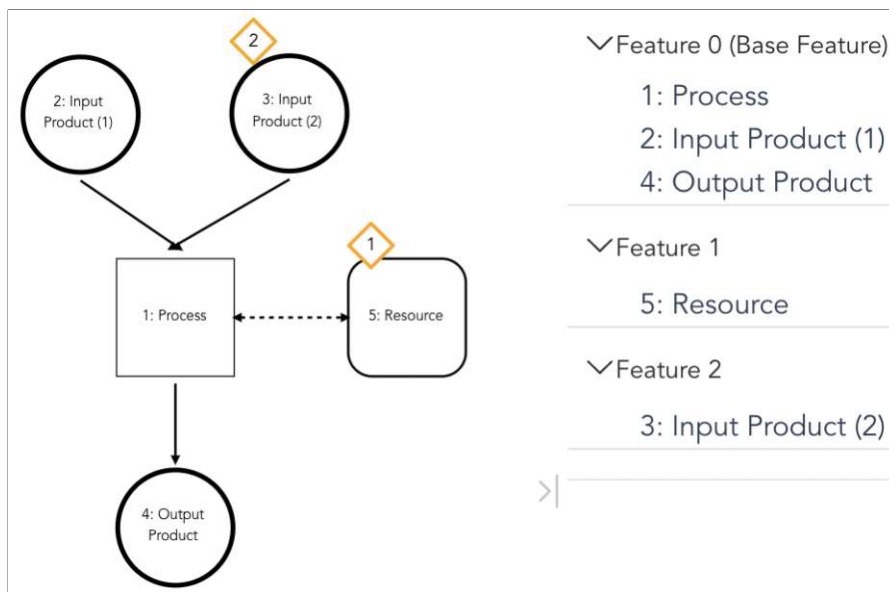 2
2: Input
Product (1)
3: Input
Product (2)
1
1: Process
5: Resource
4: Output
Product
Feature 0 (Base Feature)
1: Process
2: Input Product (1)
4: Output Product
Feature 1
5: Resource
Feature 2
3: Input Product (2)